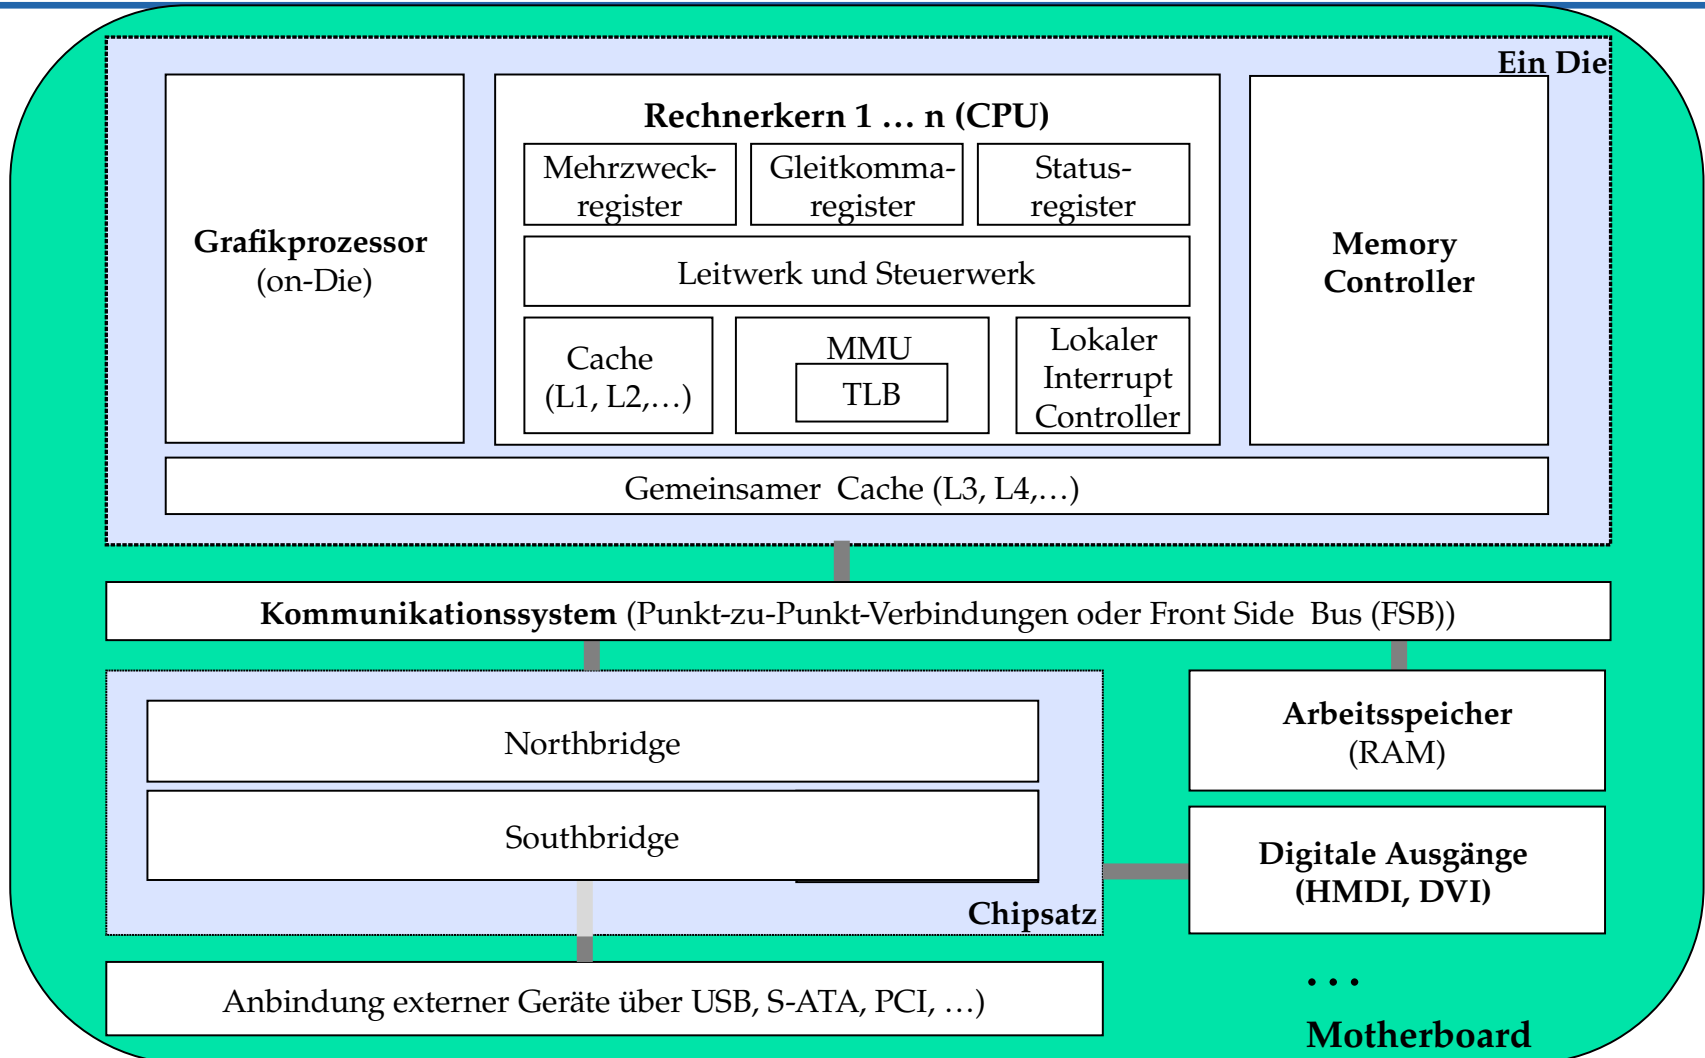 Ein Die
Rechnerkern 1 … n (CPU)
Mehrzweck-
register
Gleitkomma-
register
Status-
register
Grafikprozessor
(on-Die)
Leitwerk und Steuerwerk
Memory
Controller
Cache
(L1, L2,…)
MMU
TLB
Lokaler
Interrupt
Controller
Gemeinsamer Cache (L3, L4,…)
Kommunikationssystem (Punkt-zu-Punkt-Verbindungen oder Front Side Bus (FSB))
Northbridge
Southbridge
Chipsatz
Arbeitsspeicher
(RAM)
Digitale Ausgänge
(HMDI, DVI)
Anbindung externer Geräte über USB, S-ATA, PCI, …)
…
Motherboard